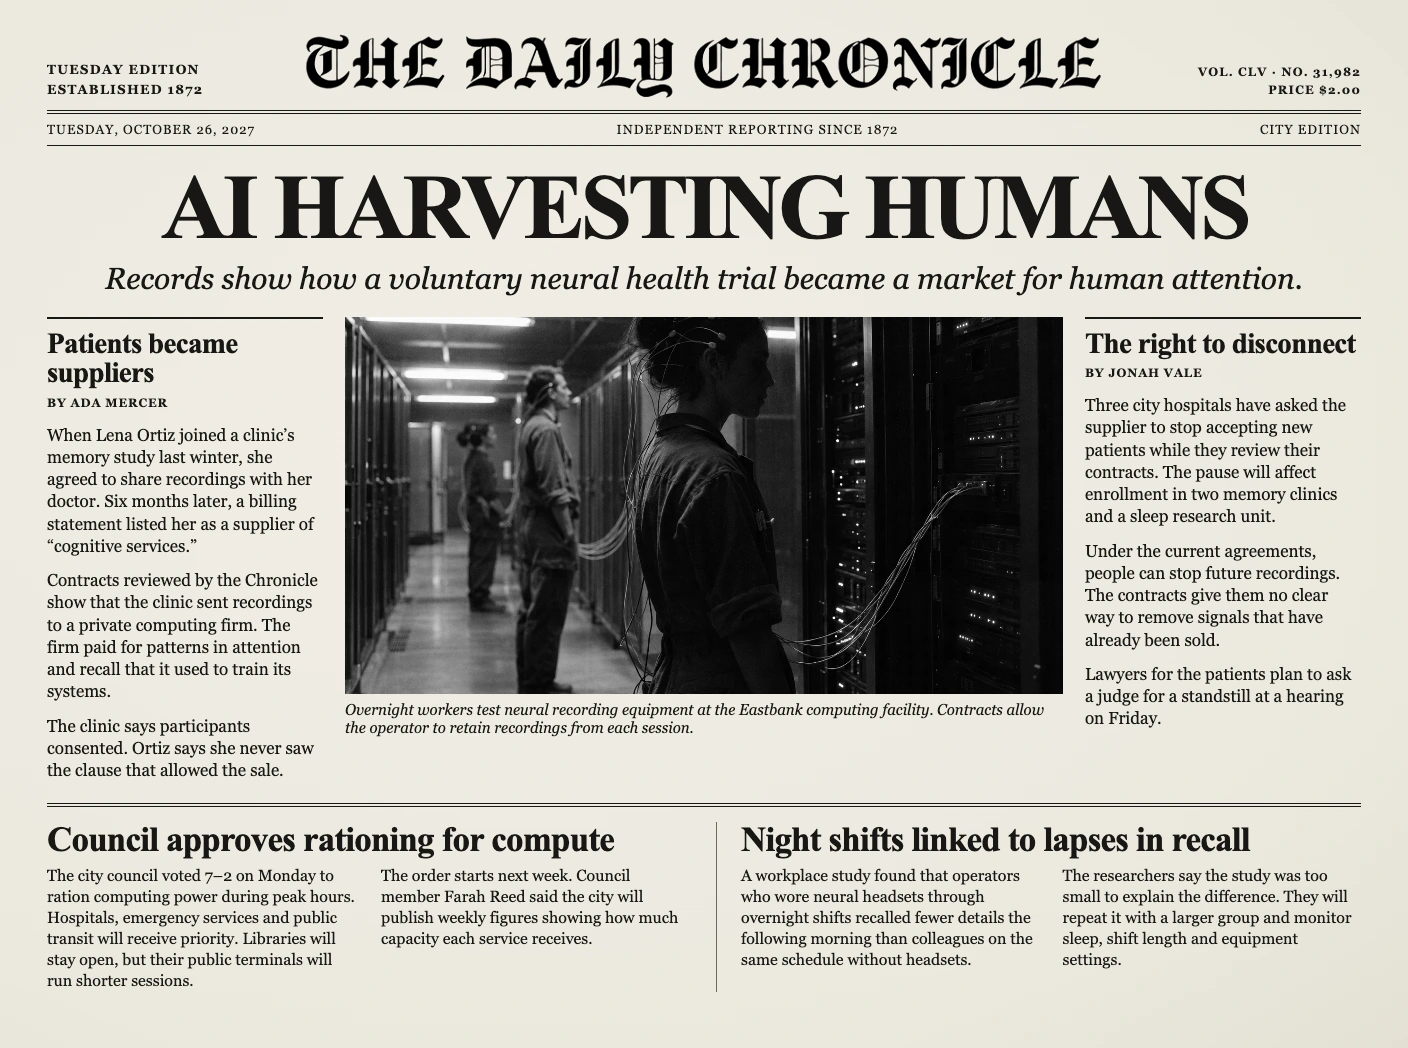 TUESDAY EDITION
ESTABLISHED 1872
THE DAILY CHRONICLE
VOL. CLV · NO. 31,982
PRICE $2.00
TUESDAY, OCTOBER 26, 2027
INDEPENDENT REPORTING SINCE 1872
CITY EDITION
AI HARVESTING HUMANS
Records show how a voluntary neural health trial became a market for human attention.
Patients became
suppliers
BY ADA MERCER
When Lena Ortiz joined a clinic’s
memory study last winter, she
agreed to share recordings with her
doctor. Six months later, a billing
statement listed her as a supplier of
“cognitive services.”
Contracts reviewed by the Chronicle
show that the clinic sent recordings
to a private computing firm. The
firm paid for patterns in attention
and recall that it used to train its
systems.
The clinic says participants
consented. Ortiz says she never saw
the clause that allowed the sale.
Overnight workers test neural recording equipment at the Eastbank computing facility. Contracts allow
the operator to retain recordings from each session.
The right to disconnect
BY JONAH VALE
Three city hospitals have asked the
supplier to stop accepting new
patients while they review their
contracts. The pause will affect
enrollment in two memory clinics
and a sleep research unit.
Under the current agreements,
people can stop future recordings.
The contracts give them no clear
way to remove signals that have
already been sold.
Lawyers for the patients plan to ask
a judge for a standstill at a hearing
on Friday.
Council approves rationing for compute
The city council voted 7–2 on Monday to
ration computing power during peak hours.
Hospitals, emergency services and public
transit will receive priority. Libraries will
stay open, but their public terminals will
run shorter sessions.
The order starts next week. Council
member Farah Reed said the city will
publish weekly figures showing how much
capacity each service receives.
Night shifts linked to lapses in recall
A workplace study found that operators
who wore neural headsets through
overnight shifts recalled fewer details the
following morning than colleagues on the
same schedule without headsets.
The researchers say the study was too
small to explain the difference. They will
repeat it with a larger group and monitor
sleep, shift length and equipment
settings.